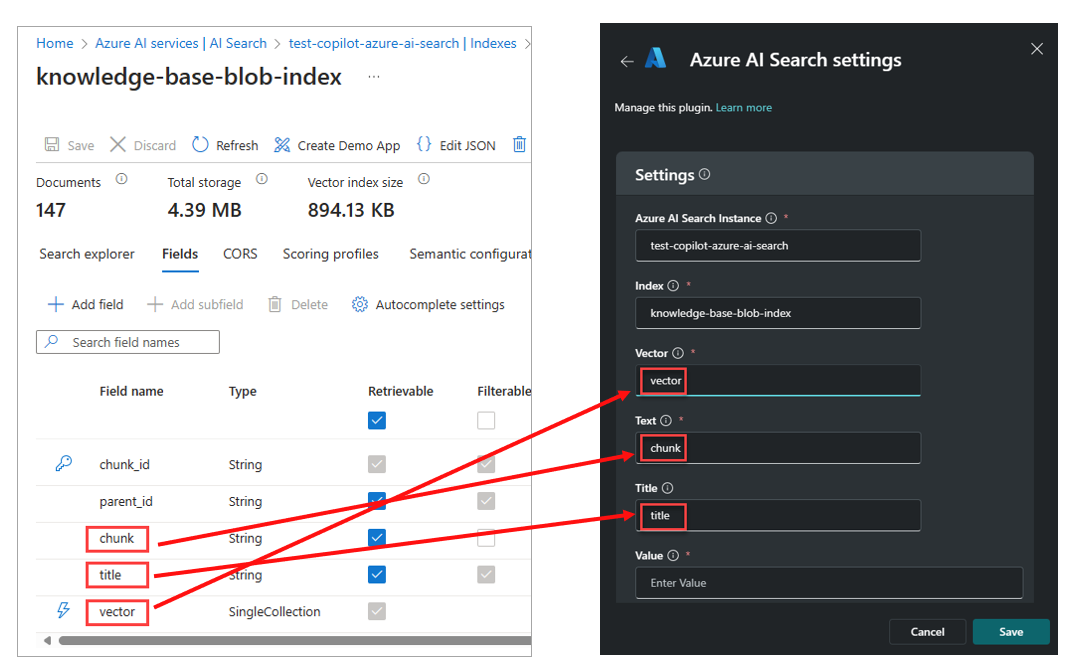 Home > Azure AI services | AI Search > test-copilot-azure-ai-search | Indexes >
knowledge-base-blob-index ...
Save Discard Refresh Create Demo App {} Edit JSON
Documents Total storage Vector index size
147 4.39 MB 894.13 KB
Search explorer Fields CORS Scoring profiles Semantic configurat
Add field Add subfield Delete Autocomplete settings
Search field names
Field name Type Retrievable Filterable
chunk_id String
parent_id String
chunk String
title String
vector SingleCollection
Azure AI Search settings
Manage this plugin. Learn more
Settings
Azure AI Search Instance *
test-copilot-azure-ai-search
Index *
knowledge-base-blob-index
Vector *
vector
Text *
chunk
Title
title
Value *
Enter Value
Cancel Save